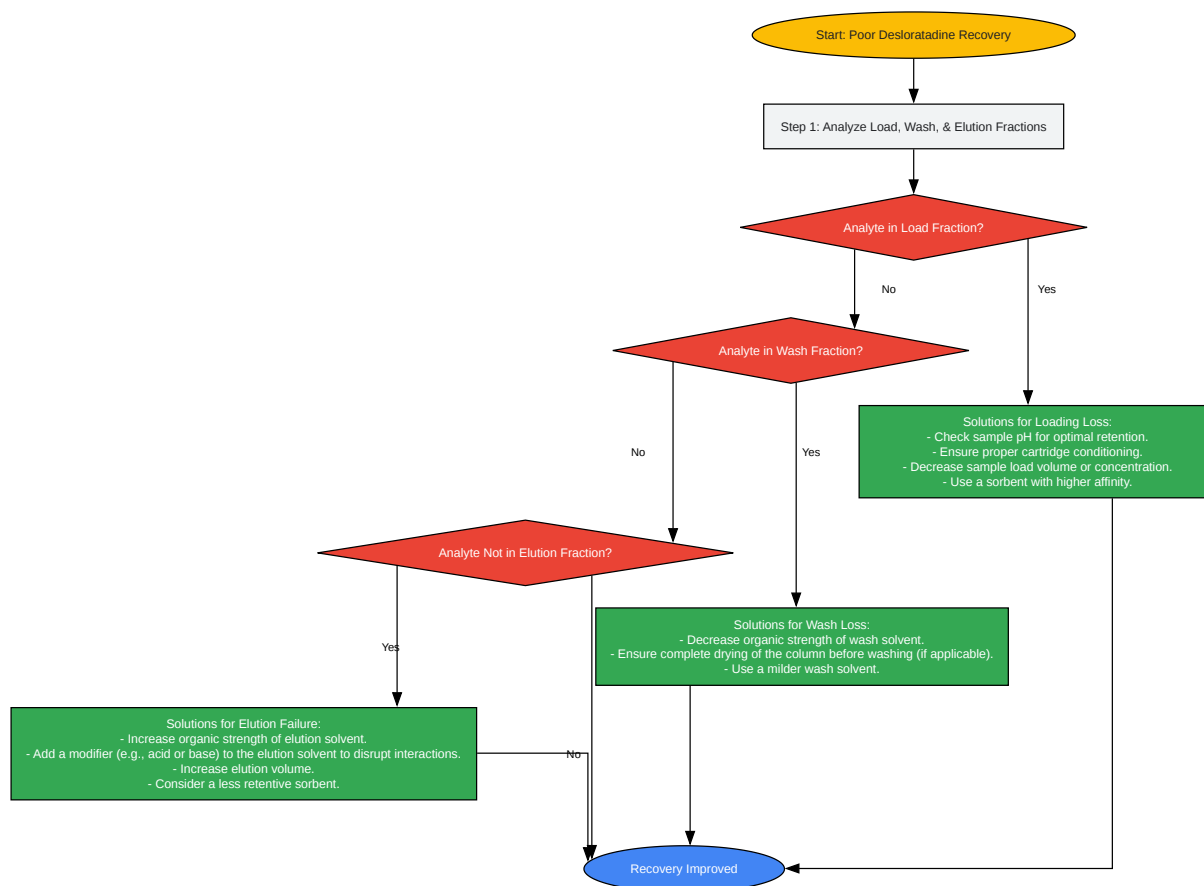 Start: Poor Desloratadine Recovery
Step 1: Analyze Load, Wash, & Elution Fractions
Analyte in Load Fraction?
No
Yes
Analyte in Wash Fraction?
Solutions for Loading Loss:
- Check sample pH for optimal retention.
- Ensure proper cartridge conditioning.
- Decrease sample load volume or concentration.
- Use a sorbent with higher affinity.
No
Yes
Analyte Not in Elution Fraction?
Solutions for Wash Loss:
- Decrease organic strength of wash solvent.
- Ensure complete drying of the column before washing (if applicable).
- Use a milder wash solvent.
Yes
Solutions for Elution Failure:
- Increase organic strength of elution solvent.
- Add a modifier (e.g., acid or base) to the elution solvent to disrupt interactions.
- Increase elution volume.
- Consider a less retentive sorbent.
No
Recovery Improved